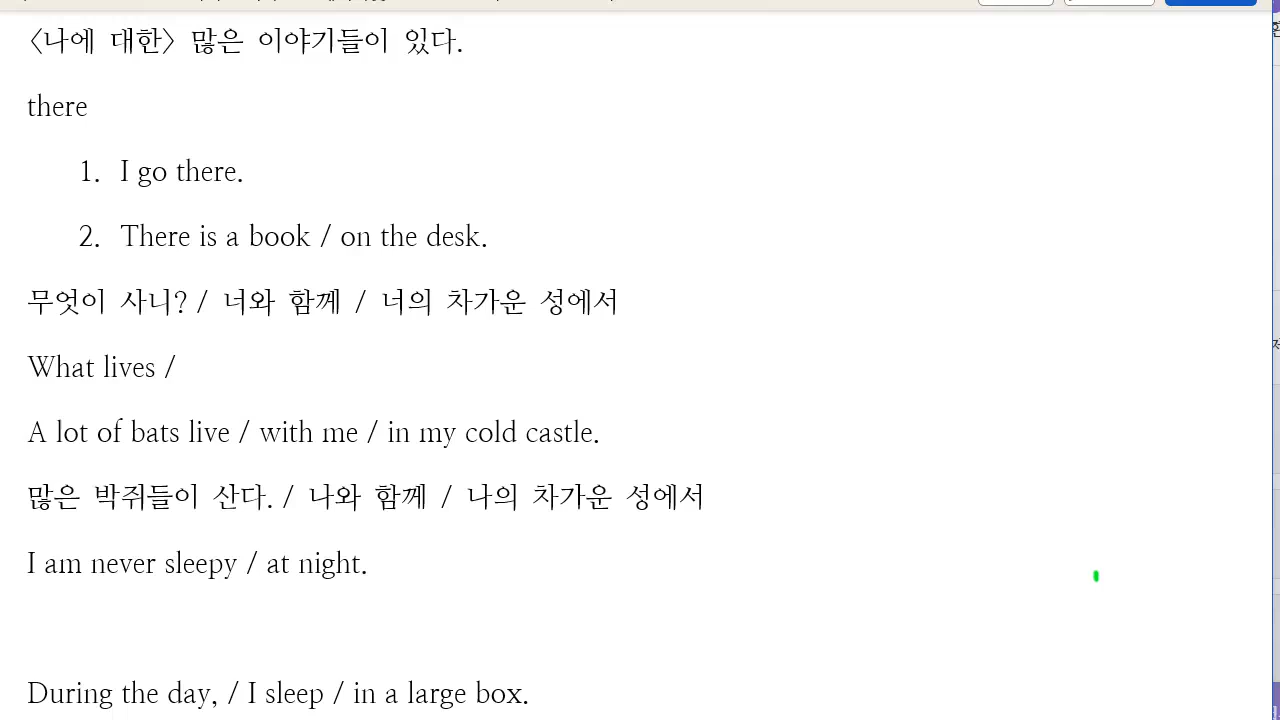 〈나에 대한〉 많은 이야기들이 있다.
there
1. I go there.
2. There is a book / on the desk.
무엇이 사니? / 너와 함께 / 너의 차가운 성에서
What lives /
A lot of bats live / with me / in my cold castle.
많은 박쥐들이 산다. / 나와 함께 / 나의 차가운 성에서
I am never sleepy / at night.
During the day, / I sleep / in a large box.